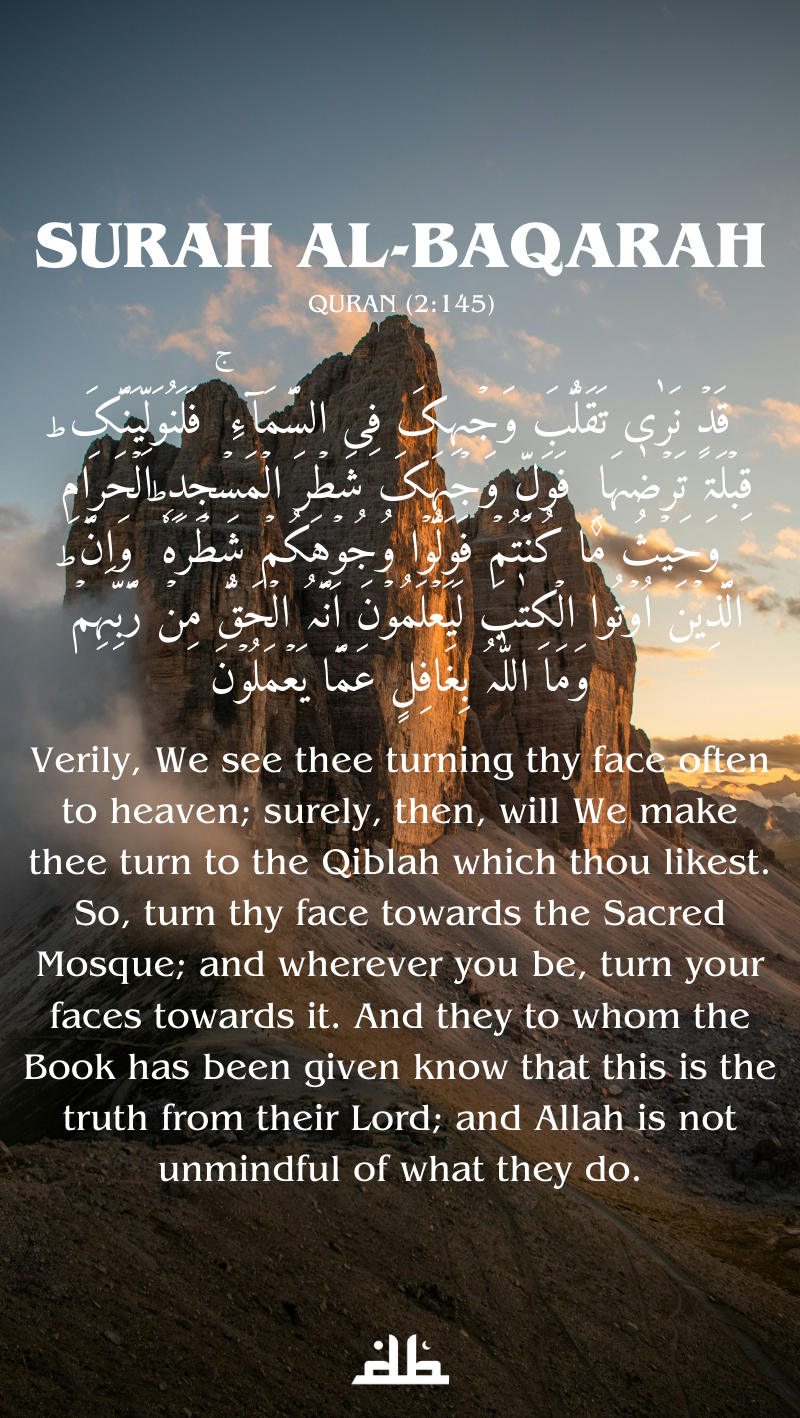 SURAH AL-BAQARAH
QURAN (2:145)
قَدۡ نَرٰی تَقَلُّبَ وَجۡہِکَ فِی السَّمَآءِ ۚ فَلَنُوَلِّیَنَّکَ
قِبۡلَۃً تَرۡضٰہَا ؕ فَوَلِّ وَجۡہَکَ شَطۡرَ الۡمَسۡجِدِ الۡحَرَامِ
ؕ وَحَیۡثُ مَا کُنۡتُمۡ فَوَلُّوۡا وُجُوۡہَکُمۡ شَطۡرَہٗ ؕ وَاِنَّ
الَّذِیۡنَ اُوۡتُوا الۡکِتٰبَ لَیَعۡلَمُوۡنَ اَنَّہُ الۡحَقُّ مِنۡ رَّبِّہِمۡ
ؕ وَمَا اللّٰہُ بِغَافِلٍ عَمَّا یَعۡمَلُوۡنَ
Verily, We see thee turning thy face often
to heaven; surely, then, will We make
thee turn to the Qiblah which thou likest.
So, turn thy face towards the Sacred
Mosque; and wherever you be, turn your
faces towards it. And they to whom the
Book has been given know that this is the
truth from their Lord; and Allah is not
unmindful of what they do.